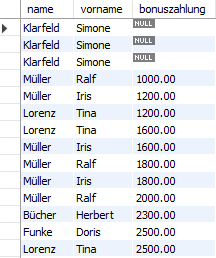 name vorname bonuszahlung
Klarfeld Simone NULL
Klarfeld Simone NULL
Klarfeld Simone NULL
Müller Ralf 1000.00
Müller Iris 1200.00
Lorenz Tina 1200.00
Lorenz Tina 1600.00
Müller Iris 1600.00
Müller Ralf 1800.00
Müller Iris 1800.00
Müller Ralf 2000.00
Bücher Herbert 2300.00
Funke Doris 2500.00
Lorenz Tina 2500.00